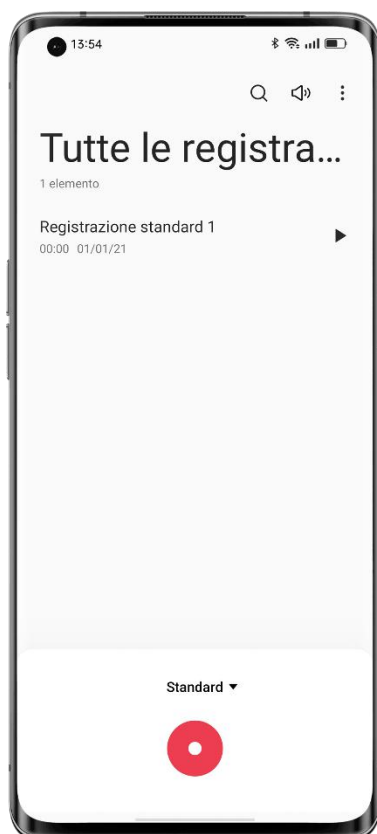 13:54
Tutte le registra...
1 elemento
Registrazione standard 1
00:00 01/01/21
Standard